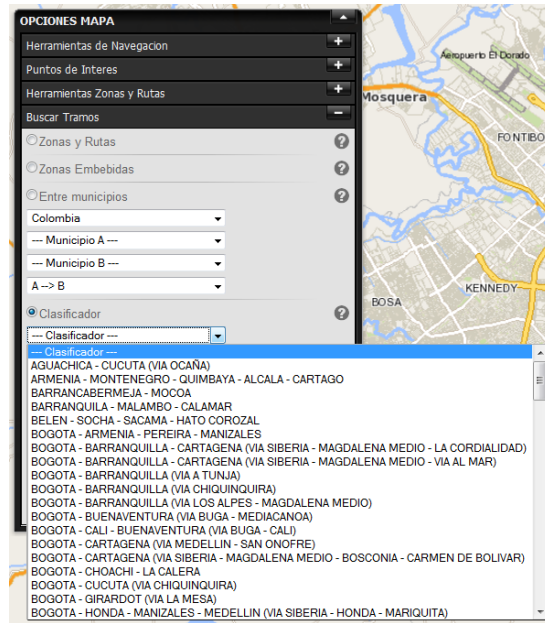 OPCIONES MAPA
Herramientas de Navegacion
Puntos de Interes
Herramientas Zonas y Rutas
Buscar Tramos
Zonas y Rutas
Zonas Embebidas
Entre municipios
Colombia
--- Municipio A ---
--- Municipio B ---
A --> B
Clasificador
--- Clasificador ---
--- Clasificador ---
AGUACHICA - CUCUTA (VIA OCAÑA)
ARMENIA - MONTENEGRO - QUIMBAYA - ALCALA - CARTAGO
BARRANCABERMEJA - MOCOA
BARRANQUILA - MALAMBO - CALAMAR
BELEN - SOCHA - SACAMA - HATO COROZAL
BOGOTA - ARMENIA - PEREIRA - MANIZALES
BOGOTA - BARRANQUILLA - CARTAGENA (VIA SIBERIA - MAGDALENA MEDIO - LA CORDIALIDAD)
BOGOTA - BARRANQUILLA - CARTAGENA (VIA SIBERIA - MAGDALENA MEDIO - VIA AL MAR)
BOGOTA - BARRANQUILLA (VIA A TUNJA)
BOGOTA - BARRANQUILLA (VIA CHIQUINQUIRA)
BOGOTA - BARRANQUILLA (VIA LOS ALPES - MAGDALENA MEDIO)
BOGOTA - BUENAVENTURA (VIA BUGA - MEDIACANOA)
BOGOTA - CALI - BUENAVENTURA (VIA BUGA - CALI)
BOGOTA - CARTAGENA (VIA MEDELLIN - SAN ONOFRE)
BOGOTA - CARTAGENA (VIA SIBERIA - MAGDALENA MEDIO - BOSCONIA - CARMEN DE BOLIVAR)
BOGOTA - CHOACHI - LA CALERA
BOGOTA - CUCUTA (VIA CHIQUINQUIRA)
BOGOTA - GIRARDOT (VIA LA MESA)
BOGOTA - HONDA - MANIZALES - MEDELLIN (VIA SIBERIA - HONDA - MARIQUITA)
Aeropuerto El Dorado
Mosquera
FONTIBO
KENNEDY
BOSA